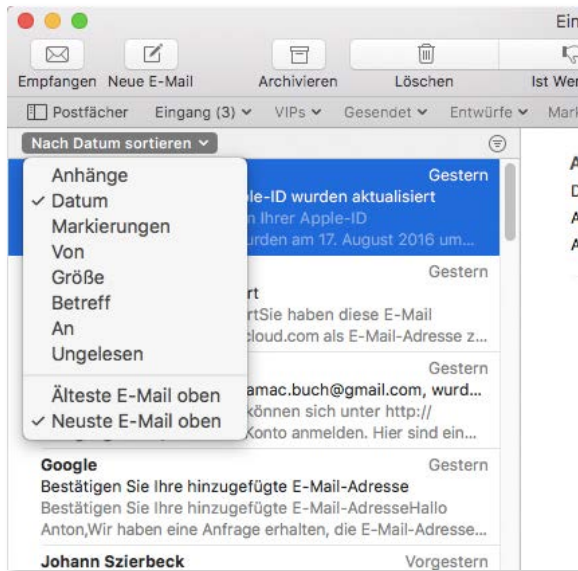 Ein
Empfangen Neue E-Mail Archivieren Löschen Ist Wer
Postfächer Eingang (3) VIPs Gesendet Entwürfe Mark
Nach Datum sortieren
Anhänge
Gestern
Datum
le-ID wurden aktualisiert
Markierungen
n Ihrer Apple-ID
Von
urden am 17. August 2016 um...
Größe
Gestern
Betreff
rt
An
rtSie haben diese E-Mail
Ungelesen
cloud.com als E-Mail-Adresse z...
Gestern
Älteste E-Mail oben
amac.buch@gmail.com, wurd...
können sich unter http://
Neuste E-Mail oben
Konto anmelden. Hier sind ein...
Google Gestern
Bestätigen Sie Ihre hinzugefügte E-Mail-Adresse
Bestätigen Sie Ihre hinzugefügte E-Mail-AdresseHallo
Anton,Wir haben eine Anfrage erhalten, die E-Mail-Adresse...
Johann Szierbeck Vorgestern
A
D
A
A